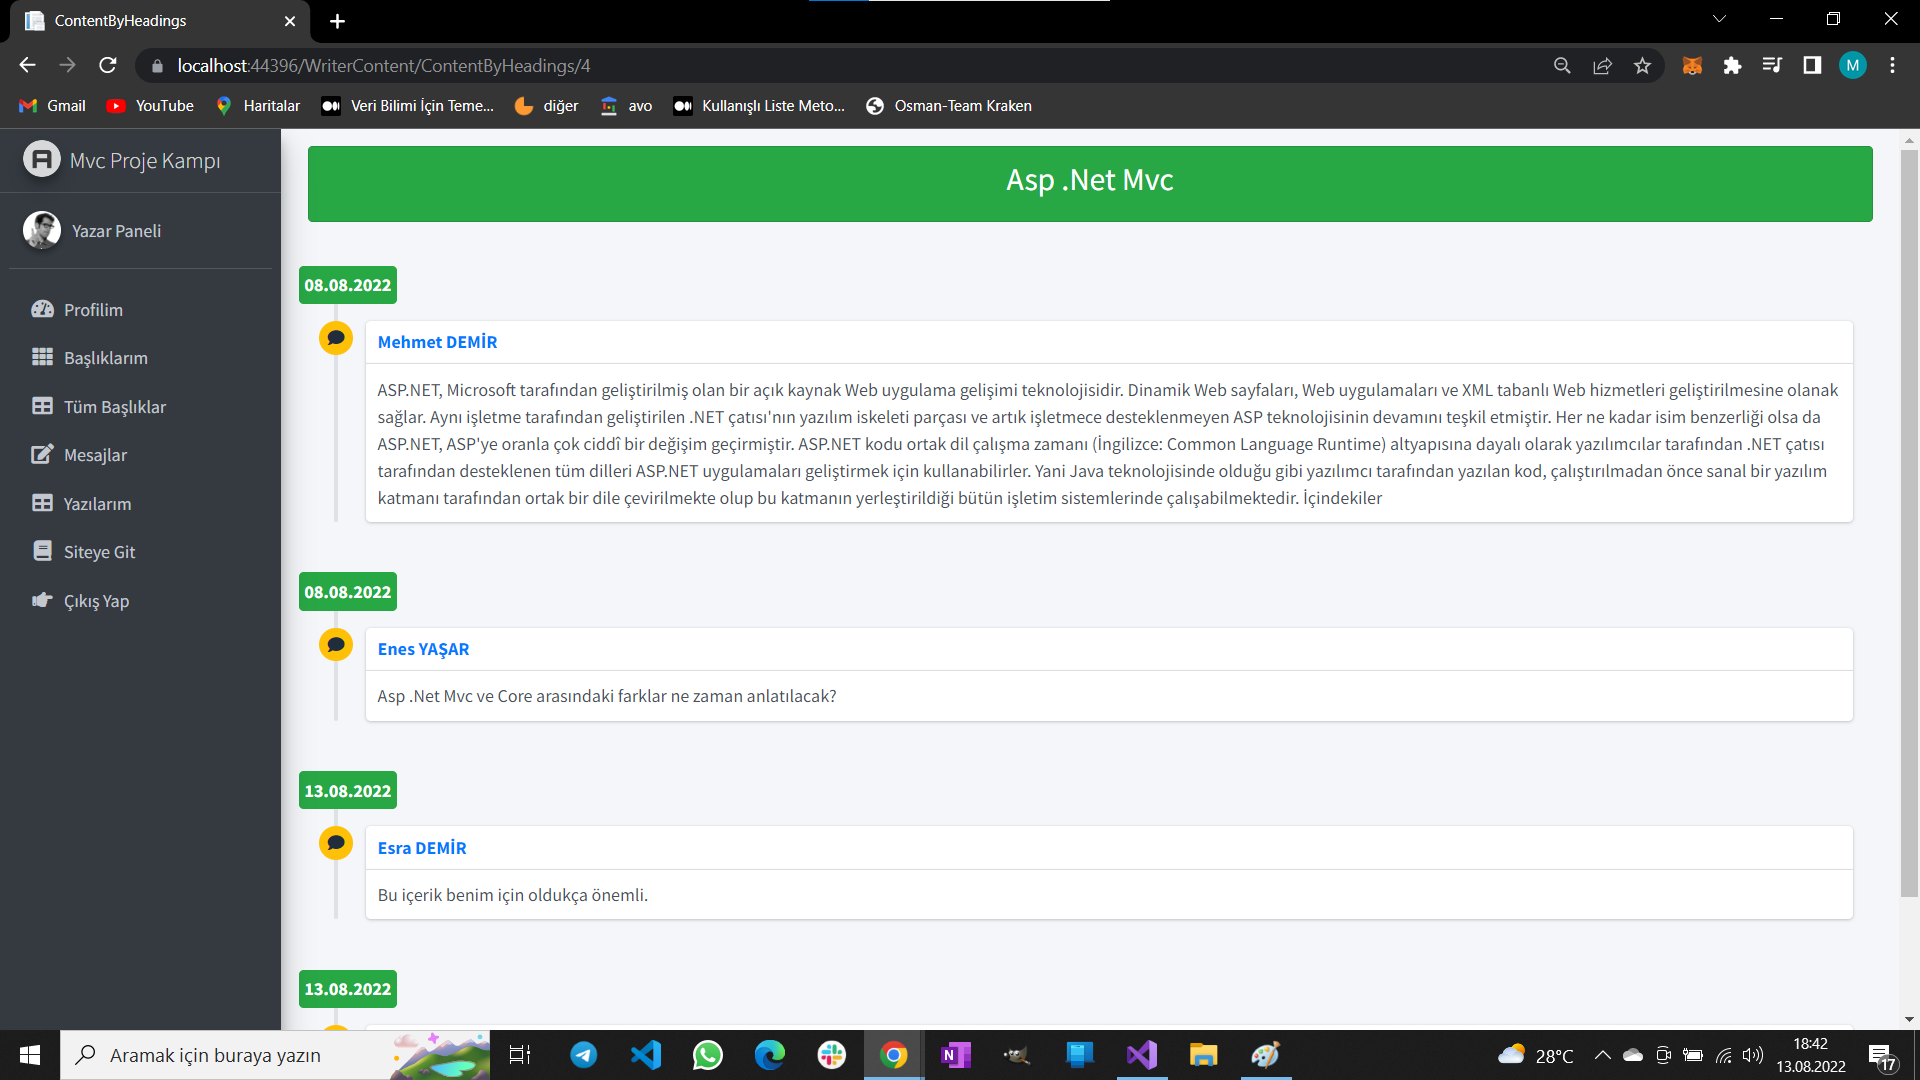 ContentByHeadings
localhost:44396/WriterContent/ContentByHeadings/4
M
Gmail YouTube Haritalar Veri Bilimi İçin Teme... diğer avo Kullanışlı Liste Meto... Osman-Team Kraken
Mvc Proje Kampı
Yazar Paneli
Profilim
Başlıklarım
Tüm Başlıklar
Mesajlar
Yazılarım
Siteye Git
Çıkış Yap
Asp .Net Mvc
08.08.2022
Mehmet DEMİR
ASP.NET, Microsoft tarafından geliştirilmiş olan bir açık kaynak Web uygulama gelişimi teknolojisidir. Dinamik Web sayfaları, Web uygulamaları ve XML tabanlı Web hizmetleri geliştirilmesine olanak
sağlar. Aynı işletme tarafından geliştirilen .NET çatısı'nın yazılım iskeleti parçası ve artık işletmece desteklenmeyen ASP teknolojisinin devamını teşkil etmiştir. Her ne kadar isim benzerliği olsa da
ASP.NET, ASP'ye oranla çok ciddî bir değişim geçirmiştir. ASP.NET kodu ortak dil çalışma zamanı (İngilizce: Common Language Runtime) altyapısına dayalı olarak yazılımcılar tarafından .NET çatısı
tarafından desteklenen tüm dilleri ASP.NET uygulamaları geliştirmek için kullanabilirler. Yani Java teknolojisinde olduğu gibi yazılımcı tarafından yazılan kod, çalıştırılmadan önce sanal bir yazılım
katmanı tarafından ortak bir dile çevirilmekte olup bu katmanın yerleştirildiği bütün işletim sistemlerinde çalışabilmektedir. İçindekiler
08.08.2022
Enes YAŞAR
Asp .Net Mvc ve Core arasındaki farklar ne zaman anlatılacak?
13.08.2022
Esra DEMİR
Bu içerik benim için oldukça önemli.
13.08.2022
Aramak için buraya yazın
N
28°C
18:42
13.08.2022
17